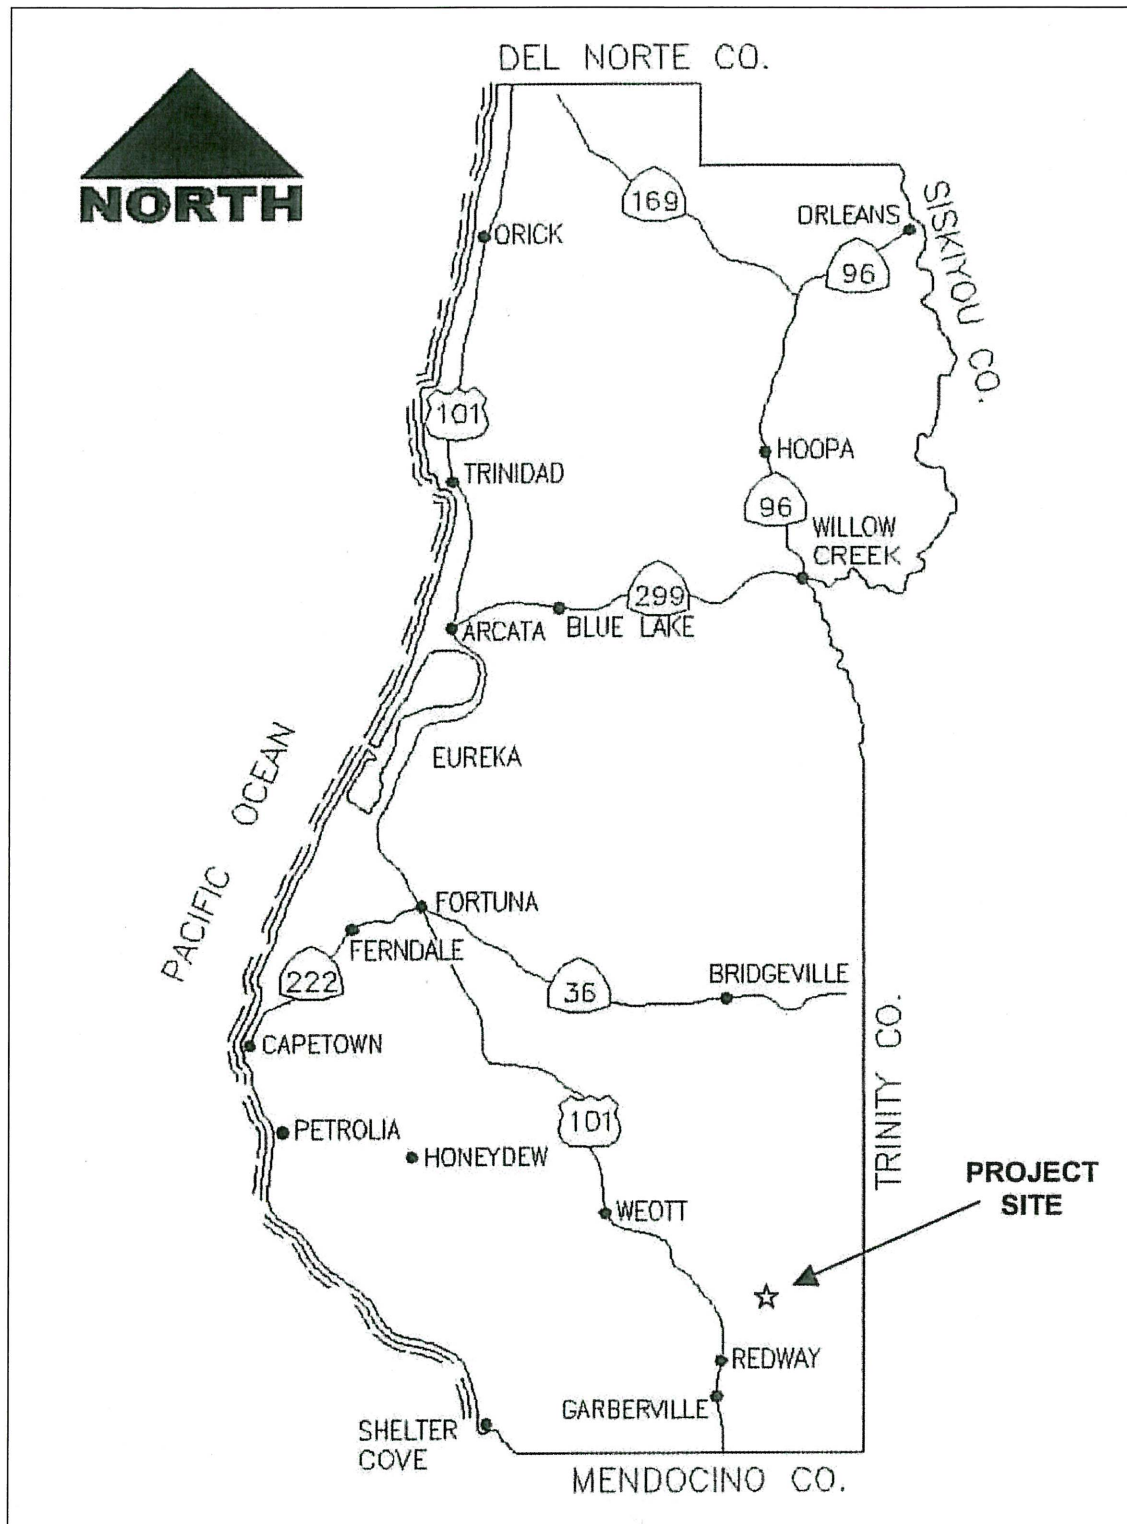 DEL NORTE CO.
NORTH
169
ORLEANS
SISKIYOU CO.
ORICK
96
101
HOOPA
TRINIDAD
96
WILLOW
CREEK
299
ARCATA
BLUE LAKE
PACIFIC OCEAN
EUREKA
FORTUNA
FERNDALE
222
36
BRIDGEVILLE
CAPETOWN
TRINITY CO.
101
PETROLIA
HONEYDEW
PROJECT
SITE
WEOTT
REDWAY
GARBERVILLE
SHELTER
COVE
MENDOCINO CO.